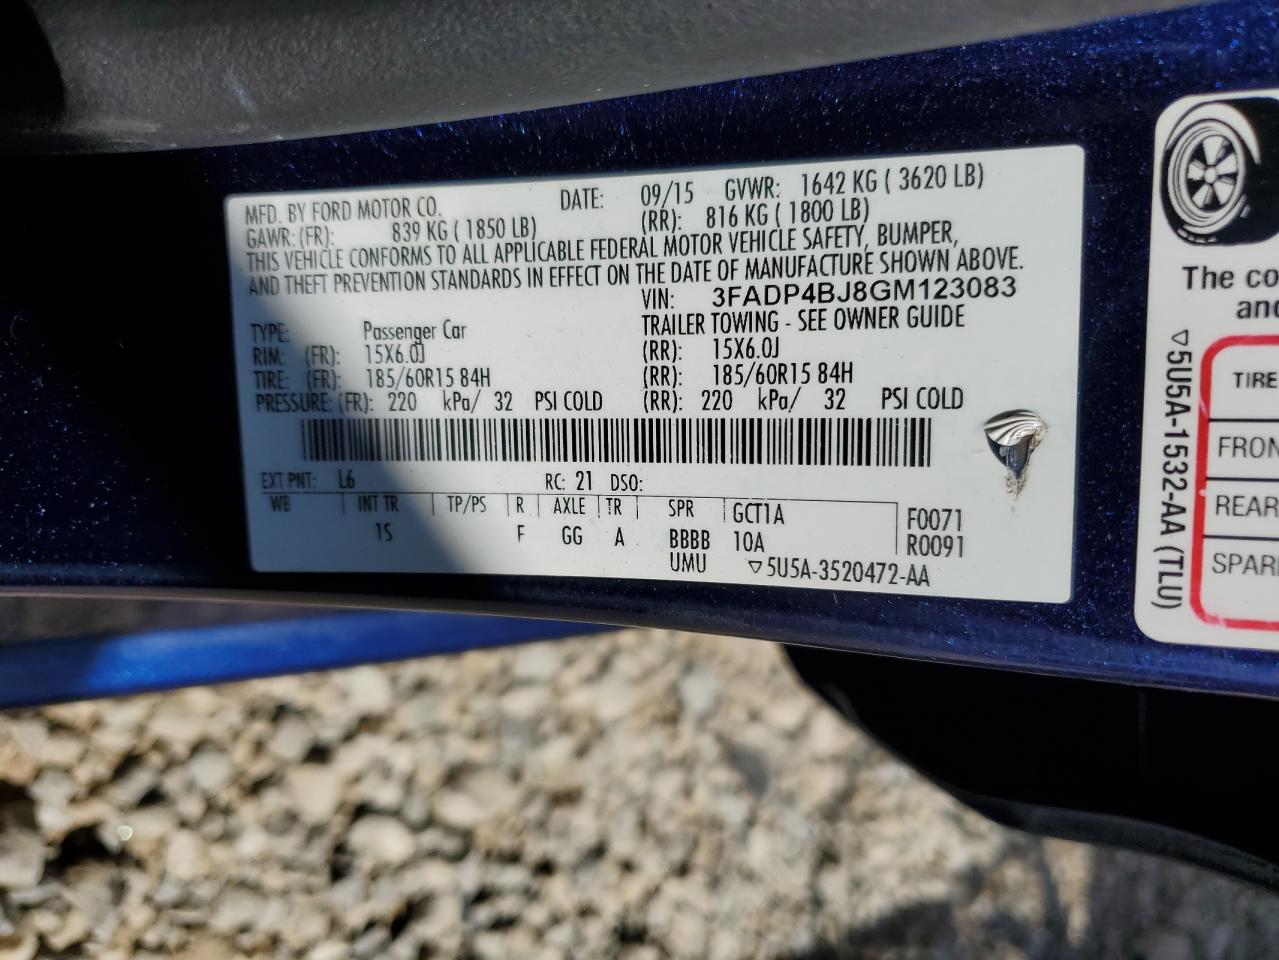 MFD. BY FORD MOTOR CO. DATE: 09/15 GVWR: 1642 KG ( 3620 LB)
GAWR: (FR): 839 KG ( 1850 LB) (RR): 816 KG ( 1800 LB)
THIS VEHICLE CONFORMS TO ALL APPLICABLE FEDERAL MOTOR VEHICLE SAFETY, BUMPER,
AND THEFT PREVENTION STANDARDS IN EFFECT ON THE DATE OF MANUFACTURE SHOWN ABOVE.
VIN: 3FADP4BJ8GM123083
TYPE: Passenger Car TRAILER TOWING - SEE OWNER GUIDE
RIM: (FR): 15X6.0J (RR): 15X6.0J
TIRE: (FR): 185/60R15 84H (RR): 185/60R15 84H
PRESSURE: (FR): 220 kPa/ 32 PSI COLD (RR): 220 kPa/ 32 PSI COLD
EXT PNT: L6 RC: 21 DSO:
WB INT TR TP/PS R AXLE TR SPR GCT1A F0071
1S F GG A BBBB 10A R0091
UMU ▽5U5A-3520472-AA
The co
and
▽5U5A-1532-AA (TLU)
TIRE
FRON
REAR
SPAR